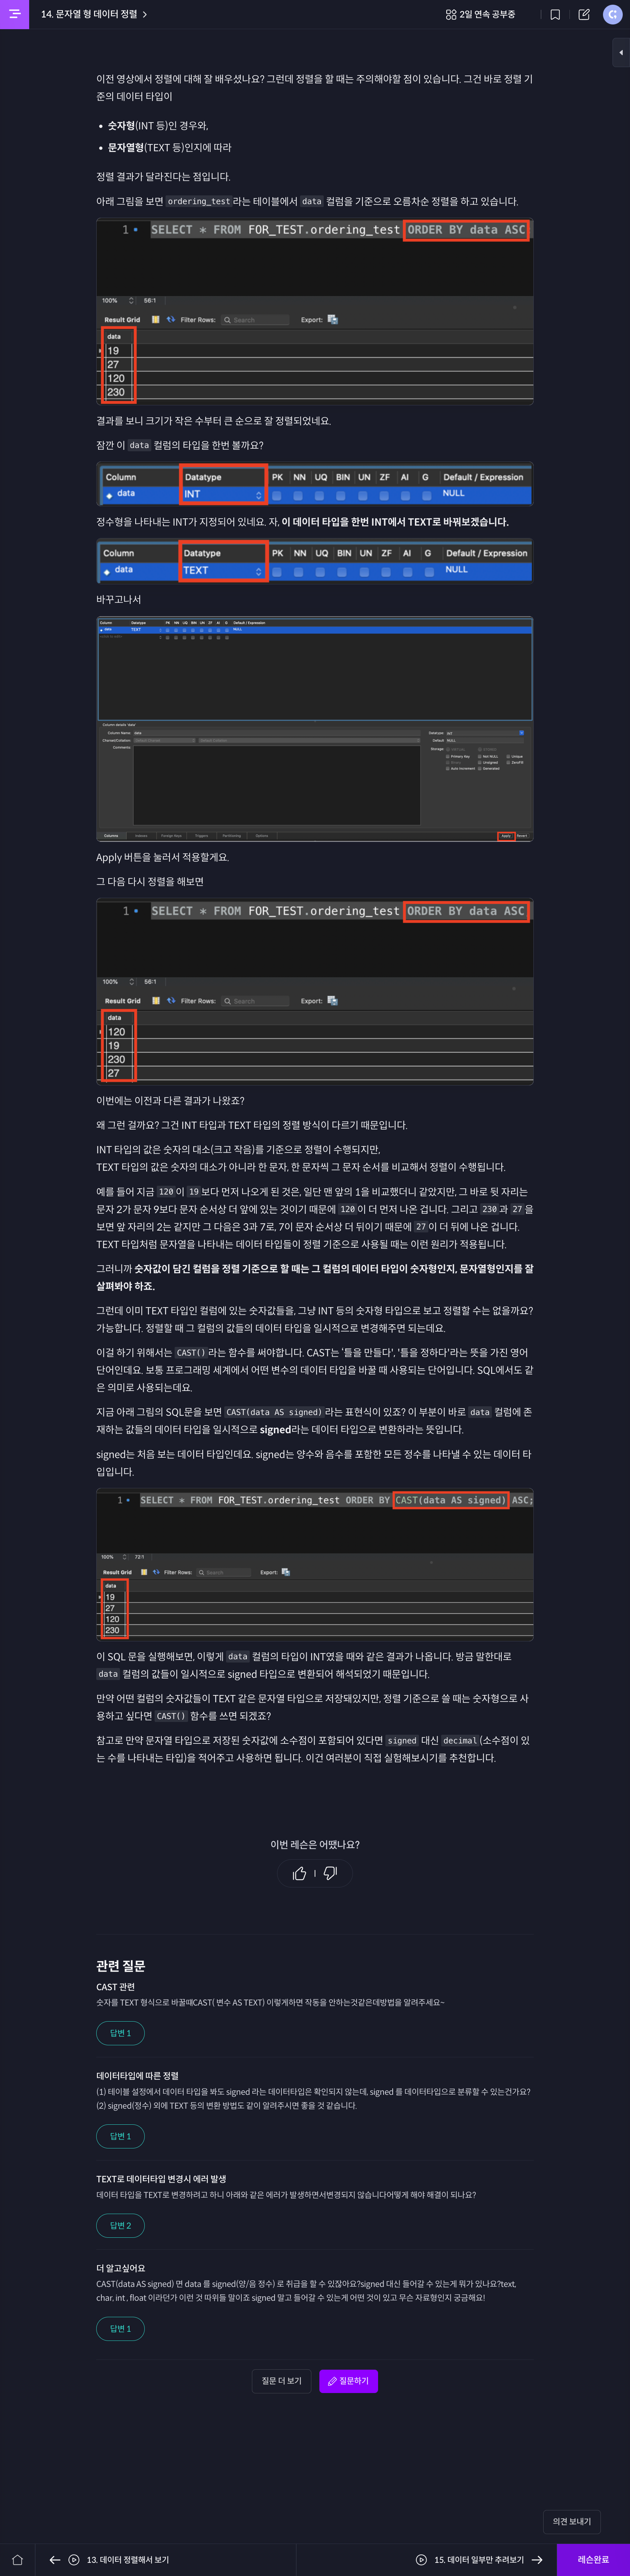 14. 문자열 형 데이터 정렬
2일 연속 공부중
이전 영상에서 정렬에 대해 잘 배우셨나요? 그런데 정렬을 할 때는 주의해야할 점이 있습니다. 그건 바로 정렬 기
준의 데이터 타입이
• 숫자형(INT 등)인 경우와,
• 문자열형(TEXT 등)인지에 따라
정렬 결과가 달라진다는 점입니다.
아래 그림을 보면 ordering_test 라는 테이블에서 data 컬럼을 기준으로 오름차순 정렬을 하고 있습니다.
1 SELECT * FROM FOR_TEST.ordering_test ORDER BY data ASC
100% 56:1
Result Grid Filter Rows: Search Export:
data
19
27
120
230
결과를 보니 크기가 작은 수부터 큰 순으로 잘 정렬되었네요.
잠깐 이 data 컬럼의 타입을 한번 볼까요?
Column Datatype PK NN UQ BIN UN ZF AI G Default / Expression
data INT NULL
정수형을 나타내는 INT가 지정되어 있네요. 자, 이 데이터 타입을 한번 INT에서 TEXT로 바꿔보겠습니다.
Column Datatype PK NN UQ BIN UN ZF AI G Default / Expression
data TEXT NULL
바꾸고나서
Column Datatype PK NN UQ BIN UN ZF AI G Default / Expression
data TEXT NULL
Column details 'data'
Column Name: data
Charset/Collation:
Comments:
Datatype:
Default: NULL
Storage:
Primary Key Not NULL Unique
Unsigned ZeroFill
Auto Increment Generated
Columns Indexes Foreign Keys Triggers Partitioning Options Apply Revert
Apply 버튼을 눌러서 적용할게요.
그 다음 다시 정렬을 해보면
1 SELECT * FROM FOR_TEST.ordering_test ORDER BY data ASC
100% 56:1
Result Grid Filter Rows: Search Export:
data
120
19
230
27
이번에는 이전과 다른 결과가 나왔죠?
왜 그런 걸까요? 그건 INT 타입과 TEXT 타입의 정렬 방식이 다르기 때문입니다.
INT 타입의 값은 숫자의 대소(크고 작음)를 기준으로 정렬이 수행되지만,
TEXT 타입의 값은 숫자의 대소가 아니라 한 문자, 한 문자씩 그 문자 순서를 비교해서 정렬이 수행됩니다.
예를 들어 지금 120 이 19 보다 먼저 나오게 된 것은, 일단 맨 앞의 1을 비교했더니 같았지만, 그 바로 뒷 자리는
문자 2가 문자 9보다 문자 순서상 더 앞에 있는 것이기 때문에 120 이 더 먼저 나온 겁니다. 그리고 230 과 27 을
보면 앞 자리의 2는 같지만 그 다음은 3과 7로, 7이 문자 순서상 더 뒤이기 때문에 27 이 더 뒤에 나온 겁니다.
TEXT 타입처럼 문자열을 나타내는 데이터 타입들이 정렬 기준으로 사용될 때는 이런 원리가 적용됩니다.
그러니까 숫자값이 담긴 컬럼을 정렬 기준으로 할 때는 그 컬럼의 데이터 타입이 숫자형인지, 문자열형인지를 잘
살펴봐야 하죠.
그런데 이미 TEXT 타입인 컬럼에 있는 숫자값들을, 그냥 INT 등의 숫자형 타입으로 보고 정렬할 수는 없을까요?
가능합니다. 정렬할 때 그 컬럼의 값들의 데이터 타입을 일시적으로 변경해주면 되는데요.
이걸 하기 위해서는 CAST() 라는 함수를 써야합니다. CAST는 '틀을 만들다', '틀을 정하다'라는 뜻을 가진 영어
단어인데요. 보통 프로그래밍 세계에서 어떤 변수의 데이터 타입을 바꿀 때 사용되는 단어입니다. SQL에서도 같
은 의미로 사용되는데요.
지금 아래 그림의 SQL문을 보면 CAST(data AS signed) 라는 표현식이 있죠? 이 부분이 바로 data 컬럼에 존
재하는 값들의 데이터 타입을 일시적으로 signed라는 데이터 타입으로 변환하라는 뜻입니다.
signed는 처음 보는 데이터 타입인데요. signed는 양수와 음수를 포함한 모든 정수를 나타낼 수 있는 데이터 타
입입니다.
1 SELECT * FROM FOR_TEST.ordering_test ORDER BY CAST(data AS signed) ASC;
100% 72:1
Result Grid Filter Rows: Search Export:
data
19
27
120
230
이 SQL 문을 실행해보면, 이렇게 data 컬럼의 타입이 INT였을 때와 같은 결과가 나옵니다. 방금 말한대로
data 컬럼의 값들이 일시적으로 signed 타입으로 변환되어 해석되었기 때문입니다.
만약 어떤 컬럼의 숫자값들이 TEXT 같은 문자열 타입으로 저장돼있지만, 정렬 기준으로 쓸 때는 숫자형으로 사
용하고 싶다면 CAST() 함수를 쓰면 되겠죠?
참고로 만약 문자열 타입으로 저장된 숫자값에 소수점이 포함되어 있다면 signed 대신 decimal (소수점이 있
는 수를 나타내는 타입)을 적어주고 사용하면 됩니다. 이건 여러분이 직접 실험해보시기를 추천합니다.
이번 레슨은 어땠나요?
관련 질문
CAST 관련
숫자를 TEXT 형식으로 바꿀때CAST( 변수 AS TEXT) 이렇게하면 작동을 안하는것같은데방법을 알려주세요~
답변 1
데이터타입에 따른 정렬
(1) 테이블 설정에서 데이터 타입을 봐도 signed 라는 데이터타입은 확인되지 않는데, signed 를 데이터타입으로 분류할 수 있는건가요?
(2) signed(정수) 외에 TEXT 등의 변환 방법도 같이 알려주시면 좋을 것 같습니다.
답변 1
TEXT로 데이터타입 변경시 에러 발생
데이터 타입을 TEXT로 변경하려고 하니 아래와 같은 에러가 발생하면서변경되지 않습니다어떻게 해야 해결이 되나요?
답변 2
더 알고싶어요
CAST(data AS signed) 면 data 를 signed(양/음 정수) 로 취급을 할 수 있잖아요?signed 대신 들어갈 수 있는게 뭐가 있나요?text,
char, int , float 이라던가 이런 것 따위들 말이죠 signed 말고 들어갈 수 있는게 어떤 것이 있고 무슨 자료형인지 궁금해요!
답변 1
질문 더 보기
질문하기
의견 보내기
13. 데이터 정렬해서 보기
15. 데이터 일부만 추려보기
레슨완료